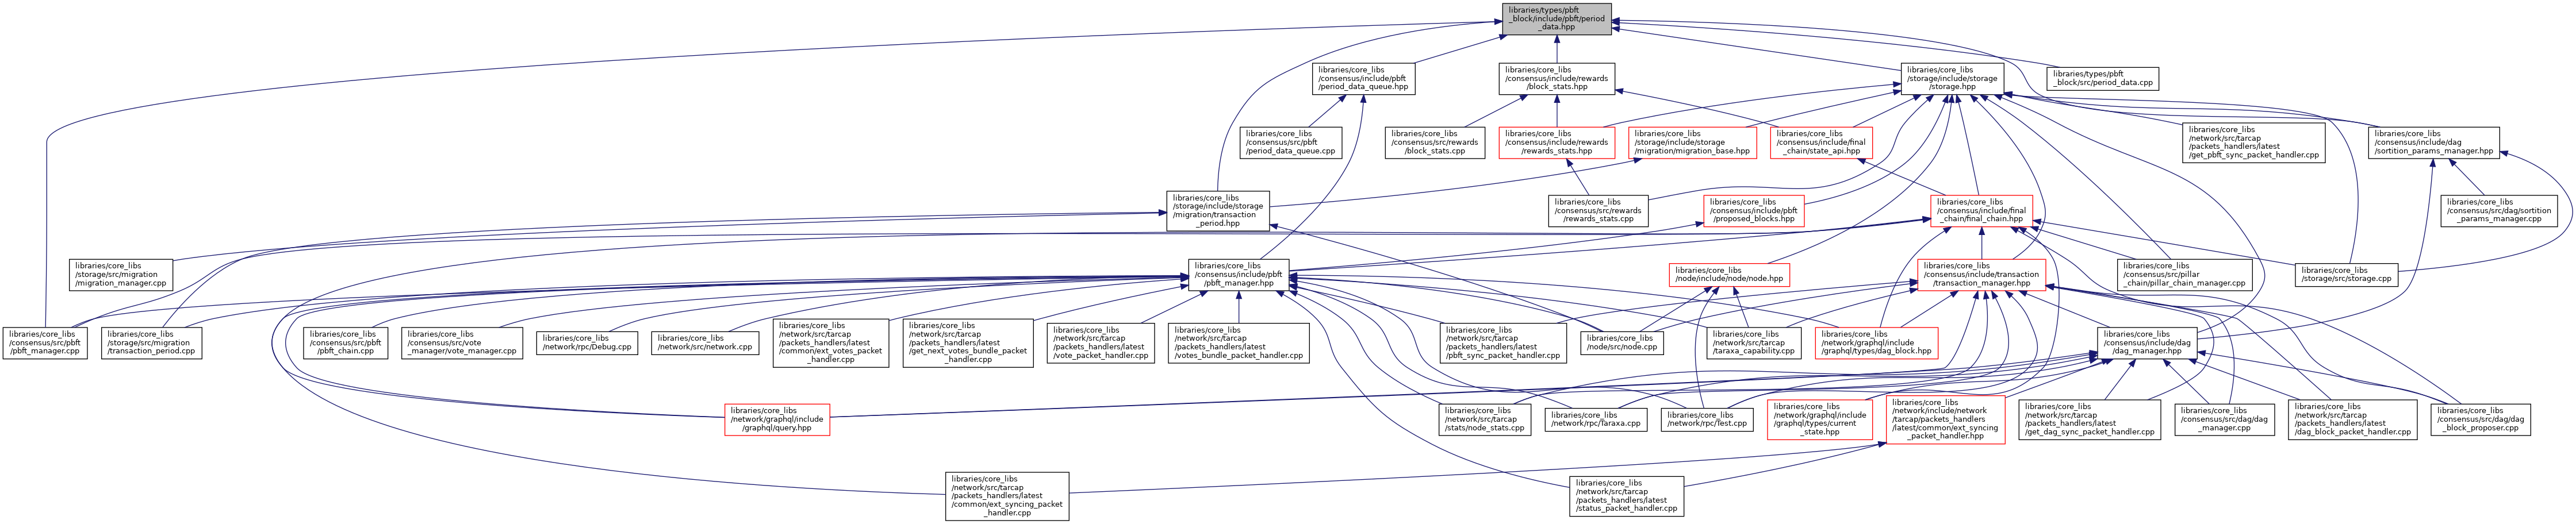 libraries/types/pbft
_block/include/pbft/period
_data.hpp
libraries/core_libs
/consensus/include/pbft
/period_data_queue.hpp
libraries/core_libs
/consensus/include/rewards
/block_stats.hpp
libraries/core_libs
/storage/include/storage
/storage.hpp
libraries/types/pbft
_block/src/period_data.cpp
libraries/core_libs
/consensus/src/pbft
/period_data_queue.cpp
libraries/core_libs
/consensus/src/rewards
/block_stats.cpp
libraries/core_libs
/consensus/include/rewards
/rewards_stats.hpp
libraries/core_libs
/storage/include/storage
/migration/migration_base.hpp
libraries/core_libs
/consensus/include/final
_chain/state_api.hpp
libraries/core_libs
/network/src/tarcap
/packets_handlers/latest
/get_pbft_sync_packet_handler.cpp
libraries/core_libs
/consensus/include/dag
/sortition_params_manager.hpp
libraries/core_libs
/storage/include/storage
/migration/transaction
_period.hpp
libraries/core_libs
/consensus/src/rewards
/rewards_stats.cpp
libraries/core_libs
/consensus/include/pbft
/proposed_blocks.hpp
libraries/core_libs
/consensus/include/final
_chain/final_chain.hpp
libraries/core_libs
/consensus/src/dag/sortition
_params_manager.cpp
libraries/core_libs
/storage/src/migration
/migration_manager.cpp
libraries/core_libs
/consensus/include/pbft
/pbft_manager.hpp
libraries/core_libs
/node/include/node/node.hpp
libraries/core_libs
/consensus/include/transaction
/transaction_manager.hpp
libraries/core_libs
/consensus/src/pillar
_chain/pillar_chain_manager.cpp
libraries/core_libs
/storage/src/storage.cpp
libraries/core_libs
/consensus/src/pbft
/pbft_manager.cpp
libraries/core_libs
/storage/src/migration
/transaction_period.cpp
libraries/core_libs
/consensus/src/pbft
/pbft_chain.cpp
libraries/core_libs
/consensus/src/vote
_manager/vote_manager.cpp
libraries/core_libs
/network/rpc/Debug.cpp
libraries/core_libs
/network/src/network.cpp
libraries/core_libs
/network/src/tarcap
/packets_handlers/latest
/common/ext_votes_packet
_handler.cpp
libraries/core_libs
/network/src/tarcap
/packets_handlers/latest
/get_next_votes_bundle_packet
_handler.cpp
libraries/core_libs
/network/src/tarcap
/packets_handlers/latest
/vote_packet_handler.cpp
libraries/core_libs
/network/src/tarcap
/packets_handlers/latest
/votes_bundle_packet_handler.cpp
libraries/core_libs
/network/src/tarcap
/packets_handlers/latest
/pbft_sync_packet_handler.cpp
libraries/core_libs
/node/src/node.cpp
libraries/core_libs
/network/src/tarcap
/taraxa_capability.cpp
libraries/core_libs
/network/graphql/include
/graphql/types/dag_block.hpp
libraries/core_libs
/consensus/include/dag
/dag_manager.hpp
libraries/core_libs
/network/graphql/include
/graphql/query.hpp
libraries/core_libs
/network/src/tarcap
/stats/node_stats.cpp
libraries/core_libs
/network/rpc/Taraxa.cpp
libraries/core_libs
/network/rpc/Test.cpp
libraries/core_libs
/network/graphql/include
/graphql/types/current
_state.hpp
libraries/core_libs
/network/include/network
/tarcap/packets_handlers
/latest/common/ext_syncing
_packet_handler.hpp
libraries/core_libs
/network/src/tarcap
/packets_handlers/latest
/get_dag_sync_packet_handler.cpp
libraries/core_libs
/consensus/src/dag/dag
_manager.cpp
libraries/core_libs
/network/src/tarcap
/packets_handlers/latest
/dag_block_packet_handler.cpp
libraries/core_libs
/consensus/src/dag/dag
_block_proposer.cpp
libraries/core_libs
/network/src/tarcap
/packets_handlers/latest
/common/ext_syncing_packet
_handler.cpp
libraries/core_libs
/network/src/tarcap
/packets_handlers/latest
/status_packet_handler.cpp